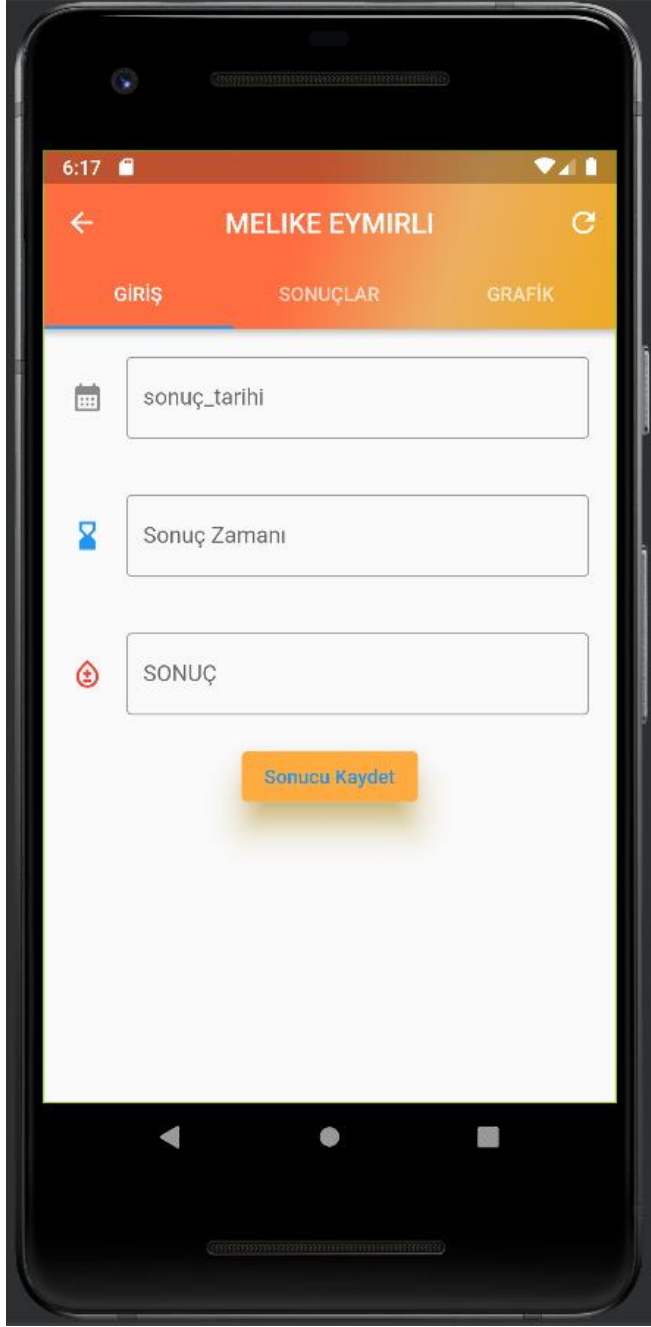 6:17
MELIKE EYMIRLI
GİRİŞ SONUÇLAR GRAFİK
sonuç_tarihi
Sonuç Zamanı
SONUÇ
Sonucu Kaydet